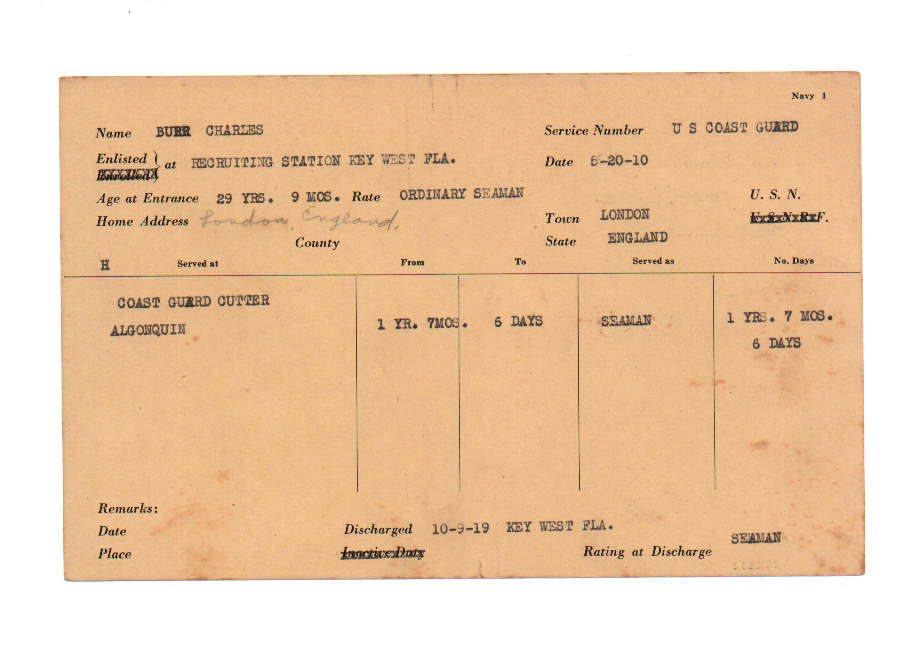 Navy 1
Name BURR CHARLES Service Number U S COAST GUARD
Enlisted } at RECRUITING STATION KEY WEST FLA. Date 5-20-10
Enrolled
Age at Entrance 29 YRS. 9 MOS. Rate ORDINARY SEAMAN U. S. N.
Home Address London, England, Town LONDON U. S. N. R. F.
County State ENGLAND
H Served at From To Served as No. Days
COAST GUARD CUTTER
ALGONQUIN 1 YR. 7MOS. 6 DAYS SEAMAN 1 YRS. 7 MOS.
6 DAYS
Remarks:
Date Discharged 10-9-19 KEY WEST FLA.
Place Inactive Duty Rating at Discharge SEAMAN